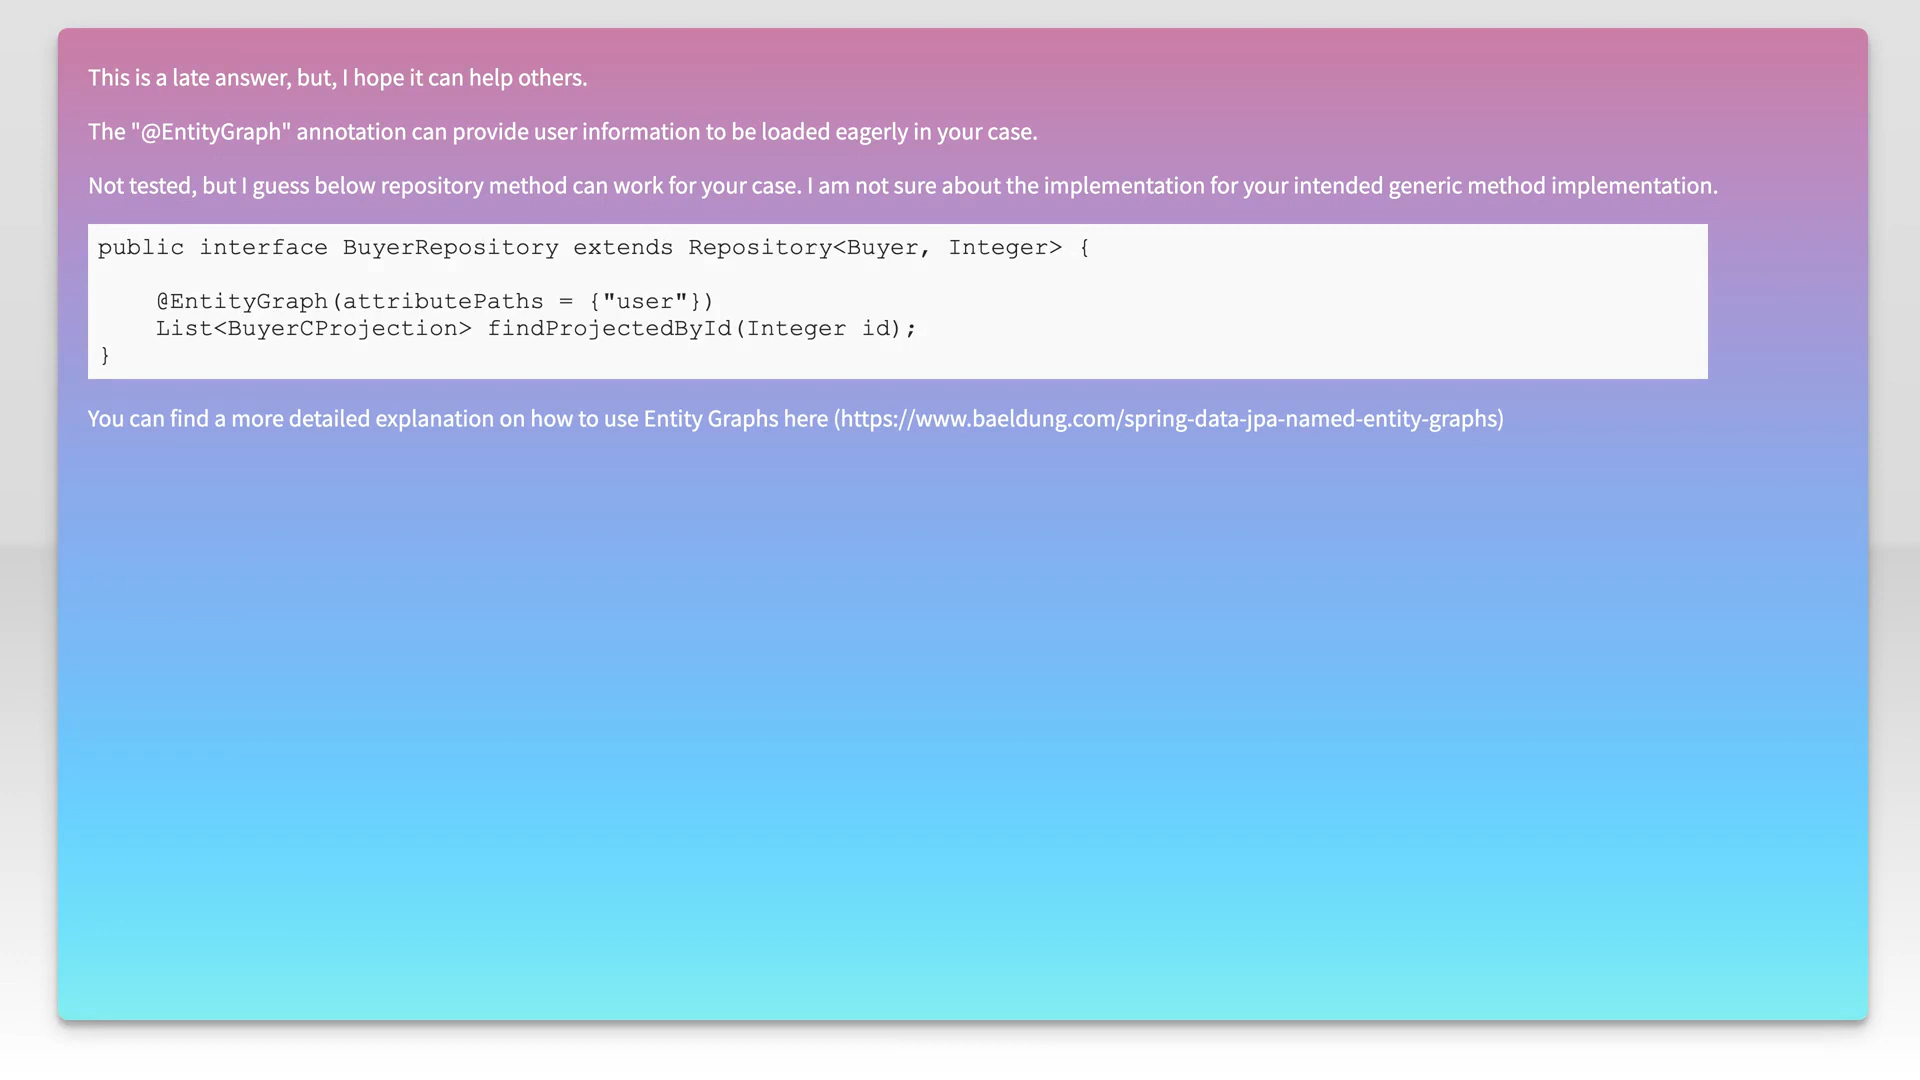 This is a late answer, but, I hope it can help others.
The "@EntityGraph" annotation can provide user information to be loaded eagerly in your case.
Not tested, but I guess below repository method can work for your case. I am not sure about the implementation for your intended generic method implementation.
public interface BuyerRepository extends Repository<Buyer, Integer> {
    @EntityGraph(attributePaths = {"user"})
    List<BuyerCProjection> findProjectedById(Integer id);
}
You can find a more detailed explanation on how to use Entity Graphs here (https://www.baeldung.com/spring-data-jpa-named-entity-graphs)